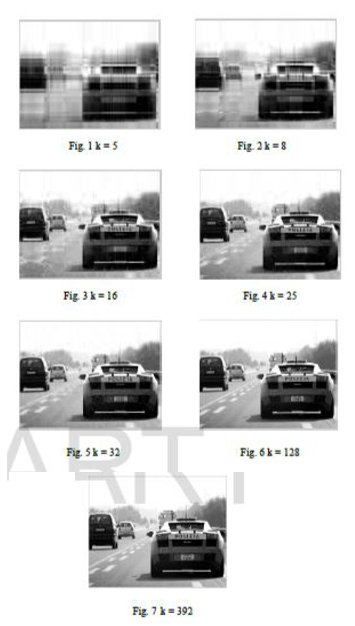 Fig. 1 k = 5
Fig. 2 k = 8
Fig. 3 k = 16
Fig. 4 k = 25
Fig. 5 k = 32
Fig. 6 k = 128
POLIZIA
Fig. 7 k = 392